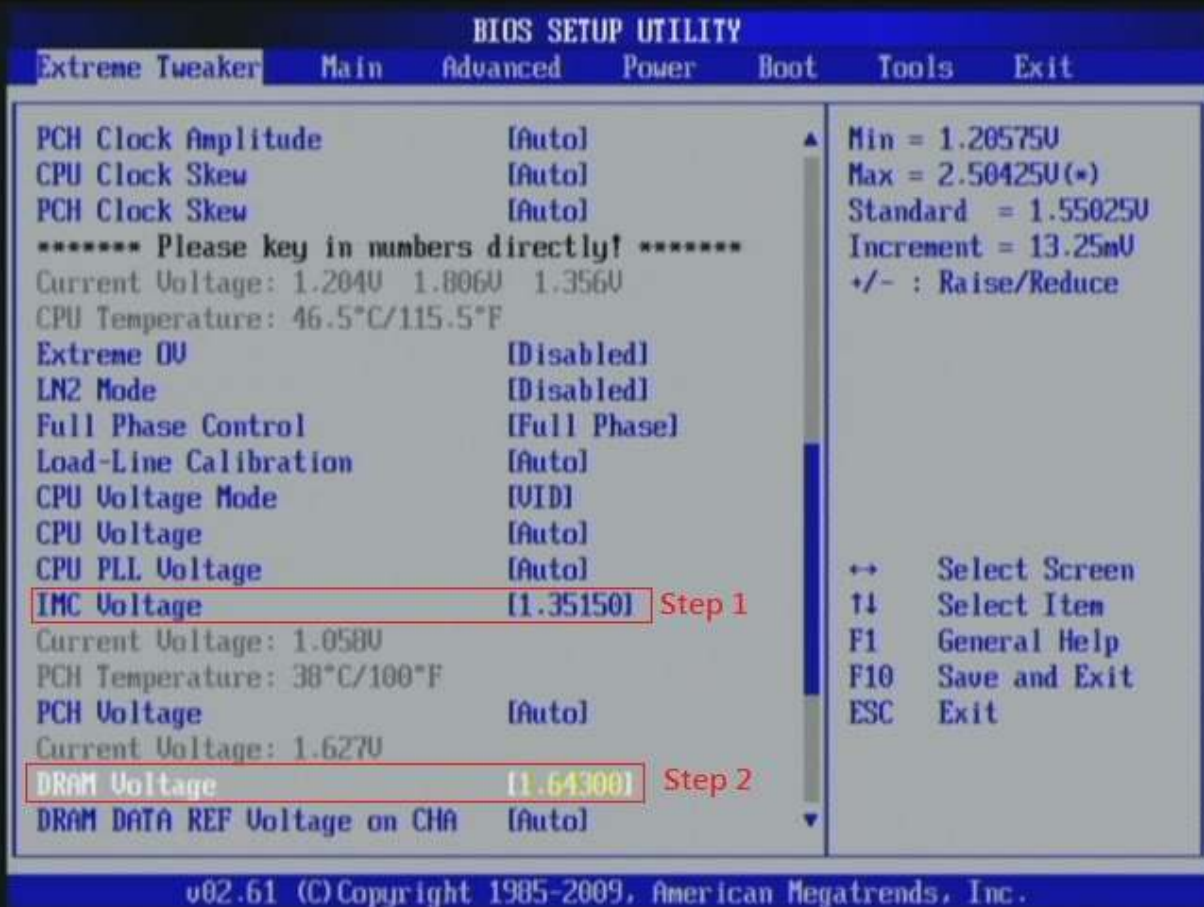 BIOS SETUP UTILITY
Extreme Tweaker Main Advanced Power Boot Tools Exit
PCH Clock Amplitude [Auto]
CPU Clock Skew [Auto]
PCH Clock Skew [Auto]
******* Please key in numbers directly! *******
Current Voltage: 1.204V 1.806V 1.356V
CPU Temperature: 46.5°C/115.5°F
Extreme OV [Disabled]
LN2 Mode [Disabled]
Full Phase Control [Full Phase]
Load-Line Calibration [Auto]
CPU Voltage Mode [VID]
CPU Voltage [Auto]
CPU PLL Voltage [Auto]
IMC Voltage [1.35150] Step 1
Current Voltage: 1.058V
PCH Temperature: 38°C/100°F
PCH Voltage [Auto]
Current Voltage: 1.627V
DRAM Voltage [1.64300] Step 2
DRAM DATA REF Voltage on CHA [Auto]
Min = 1.20575V
Max = 2.50425V(*)
Standard = 1.55025V
Increment = 13.25mV
+/- : Raise/Reduce
↔ Select Screen
↑↓ Select Item
F1 General Help
F10 Save and Exit
ESC Exit
v02.61 (C)Copyright 1985-2009, American Megatrends, Inc.